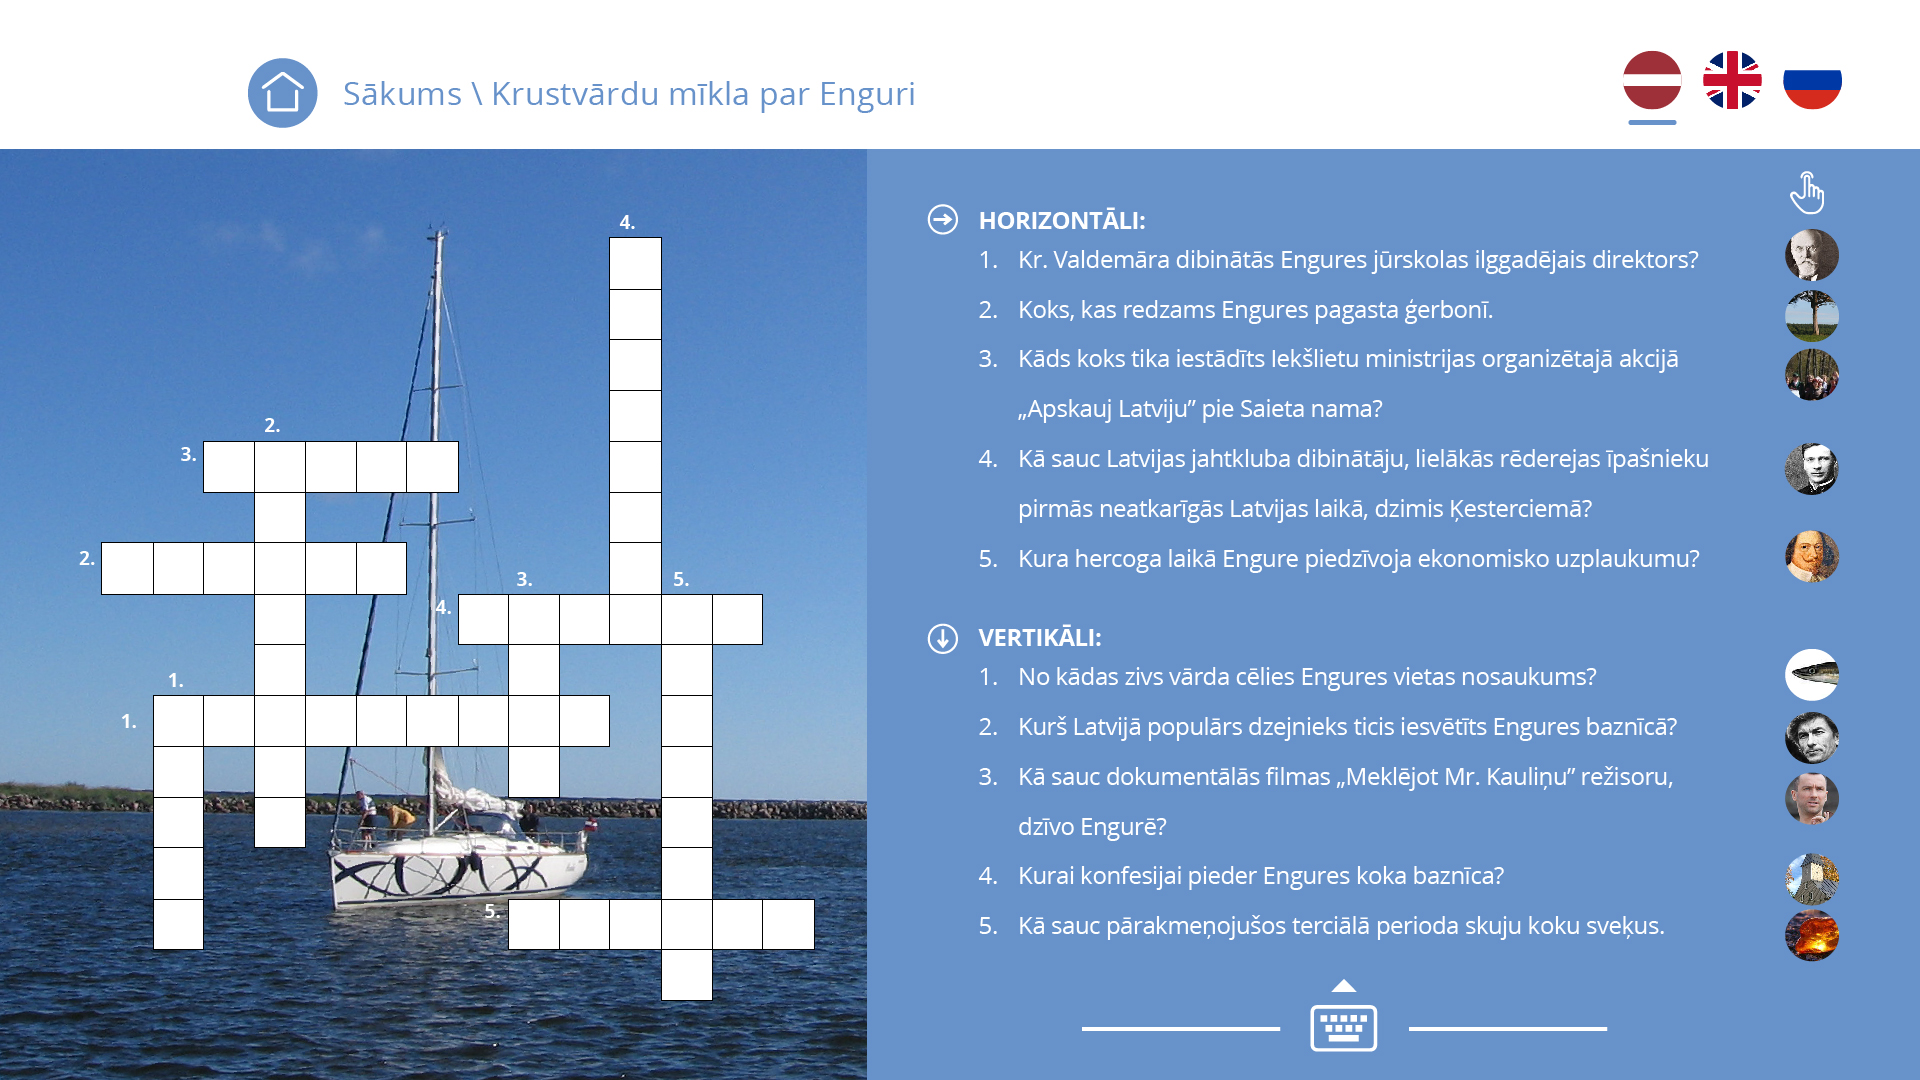 Sākums \ Krustvārdu mīkla par Enguri
4.
2.
3.
2.
3.
5.
4.
1.
1.
5.
HORIZONTĀLI:
1. Kr. Valdemāra dibinātās Engures jūrskolas ilggadējais direktors?
2. Koks, kas redzams Engures pagasta ģerbonī.
3. Kāds koks tika iestādīts Iekšlietu ministrijas organizētajā akcijā
„Apskauj Latviju” pie Saieta nama?
4. Kā sauc Latvijas jahtkluba dibinātāju, lielākās rēderejas īpašnieku
pirmās neatkarīgās Latvijas laikā, dzimis Ķesterciemā?
5. Kura hercoga laikā Engure piedzīvoja ekonomisko uzplaukumu?
VERTIKĀLI:
1. No kādas zivs vārda cēlies Engures vietas nosaukums?
2. Kurš Latvijā populārs dzejnieks ticis iesvētīts Engures baznīcā?
3. Kā sauc dokumentālās filmas „Meklējot Mr. Kauliņu” režisoru,
dzīvo Engurē?
4. Kurai konfesijai pieder Engures koka baznīca?
5. Kā sauc pārakmeņojušos terciālā perioda skuju koku sveķus.